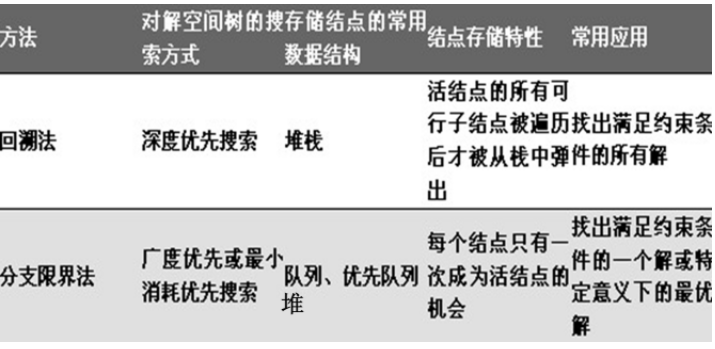 方法
对解空间树的搜索方式
存储结点的常用数据结构
结点存储特性
常用应用
回溯法
深度优先搜索
堆栈
活结点的所有可
行子结点被遍历
后才被从栈中弹
出
找出满足约束条
件的所有解
分支限界法
广度优先或最小
消耗优先搜索
队列、优先队列
堆
每个结点只有一
次成为活结点的
机会
找出满足约束条
件的一个解或特
定意义下的最优
解